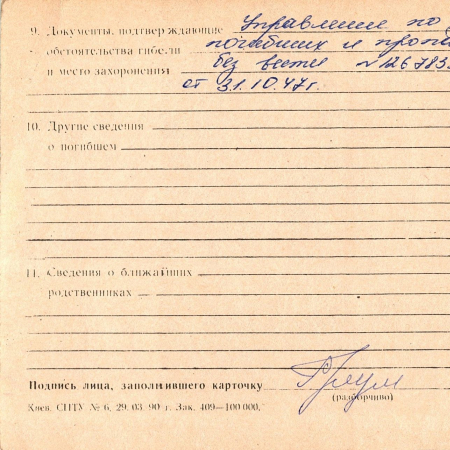 9. Документы, подтверждающие Управление по
обстоятельства гибели погибших и пропа
и место захоронения без вести №126783
от 31.10.47г.
10. Другие сведения
о погибшем
11. Сведения о ближайших
родственниках
Подпись лица, заполнившего карточку
(разборчиво)
Киев. СПТУ № 6, 29. 03. 90 г. Зак. 409—100 000.